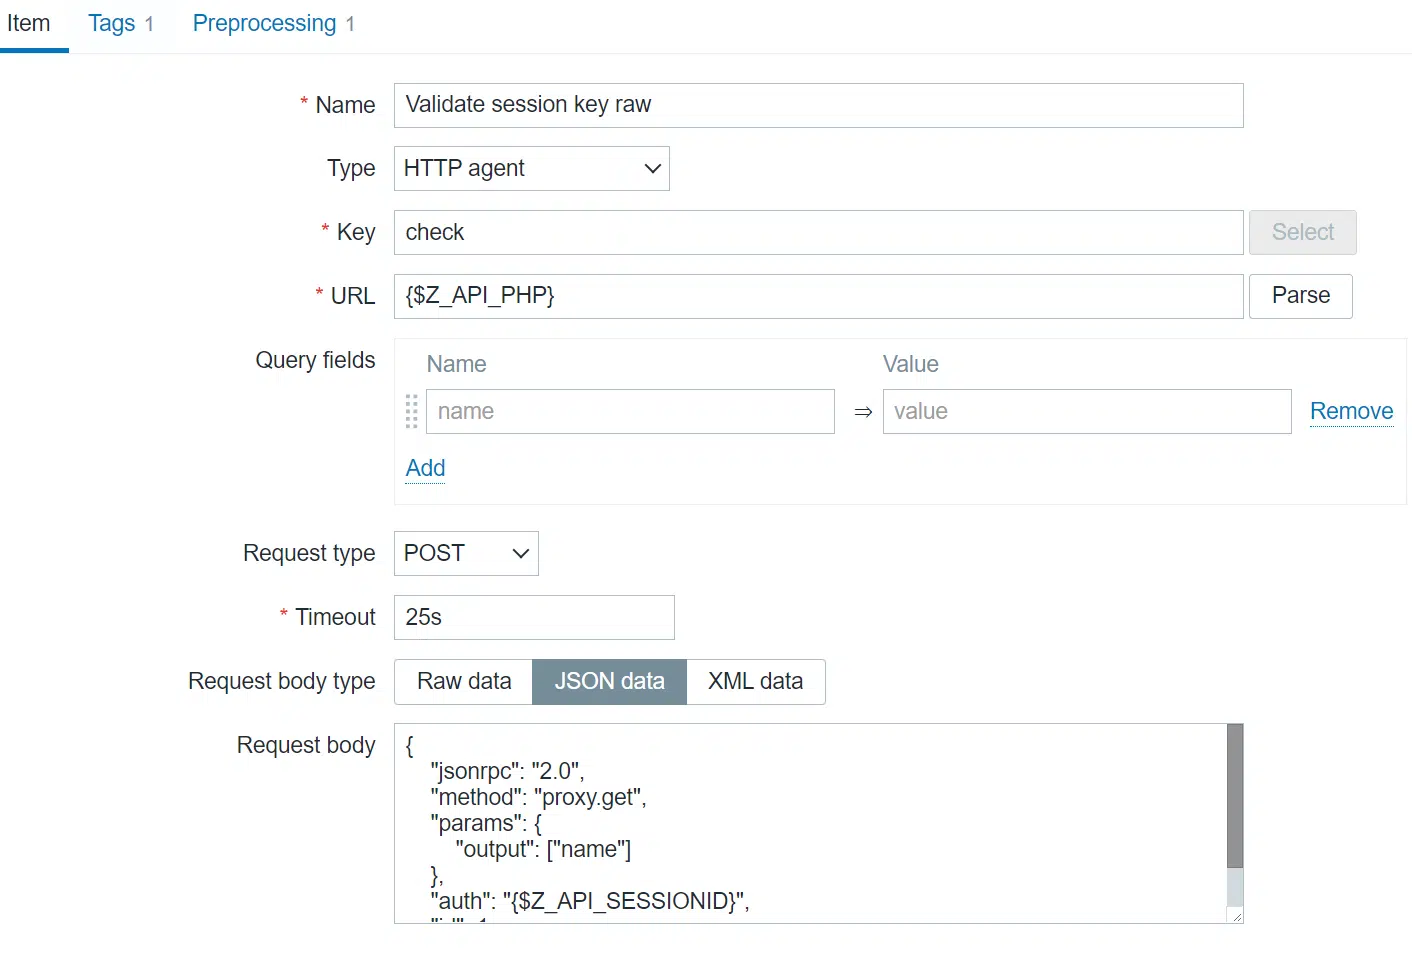 Item Tags 1 Preprocessing 1
* Name Validate session key raw
Type HTTP agent
* Key check Select
* URL {$Z_API_PHP} Parse
Query fields Name Value
name ⇒ value Remove
Add
Request type POST
* Timeout 25s
Request body type Raw data JSON data XML data
Request body {
"jsonrpc": "2.0",
"method": "proxy.get",
"params": {
"output": ["name"]
},
"auth": "{$Z_API_SESSIONID}",